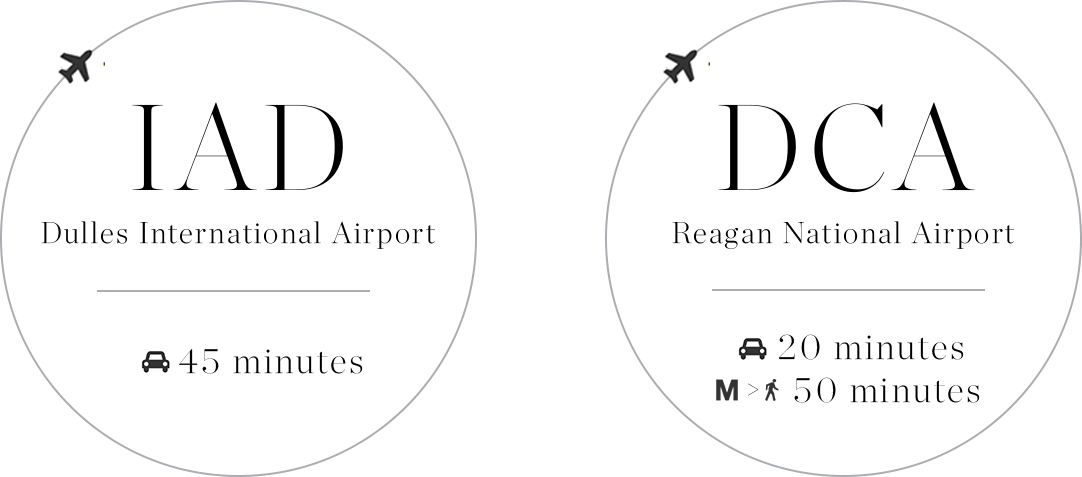 IAD
Dulles International Airport
45 minutes
DCA
Reagan National Airport
20 minutes
M > 50 minutes